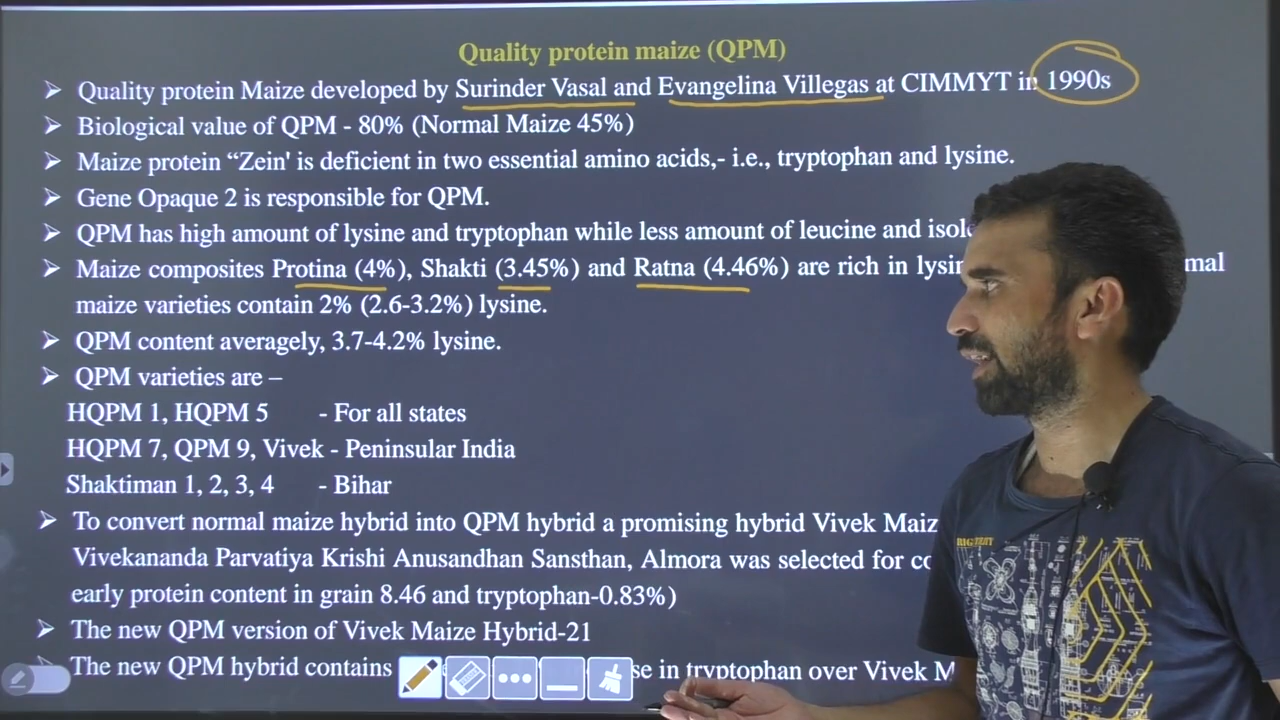 Quality protein maize (QPM)
➢ Quality protein Maize developed by Surinder Vasal and Evangelina Villegas at CIMMYT in 1990s
➢ Biological value of QPM - 80% (Normal Maize 45%)
➢ Maize protein “Zein' is deficient in two essential amino acids,- i.e., tryptophan and lysine.
➢ Gene Opaque 2 is responsible for QPM.
➢ QPM has high amount of lysine and tryptophan while less amount of leucine and
➢ Maize composites Protina (4%), Shakti (3.45%) and Ratna (4.46%) are rich in
maize varieties contain 2% (2.6-3.2%) lysine.
➢ QPM content averagely, 3.7-4.2% lysine.
➢ QPM varieties are –
HQPM 1, HQPM 5 - For all states
HQPM 7, QPM 9, Vivek - Peninsular India
Shaktiman 1, 2, 3, 4 - Bihar
➢ To convert normal maize hybrid into QPM hybrid a promising hybrid Vivek
Vivekananda Parvatiya Krishi Anusandhan Sansthan, Almora was selected for
early protein content in grain 8.46 and tryptophan-0.83%)
➢ The new QPM version of Vivek Maize Hybrid-21
➢ The new QPM hybrid contains in tryptophan over Vivek